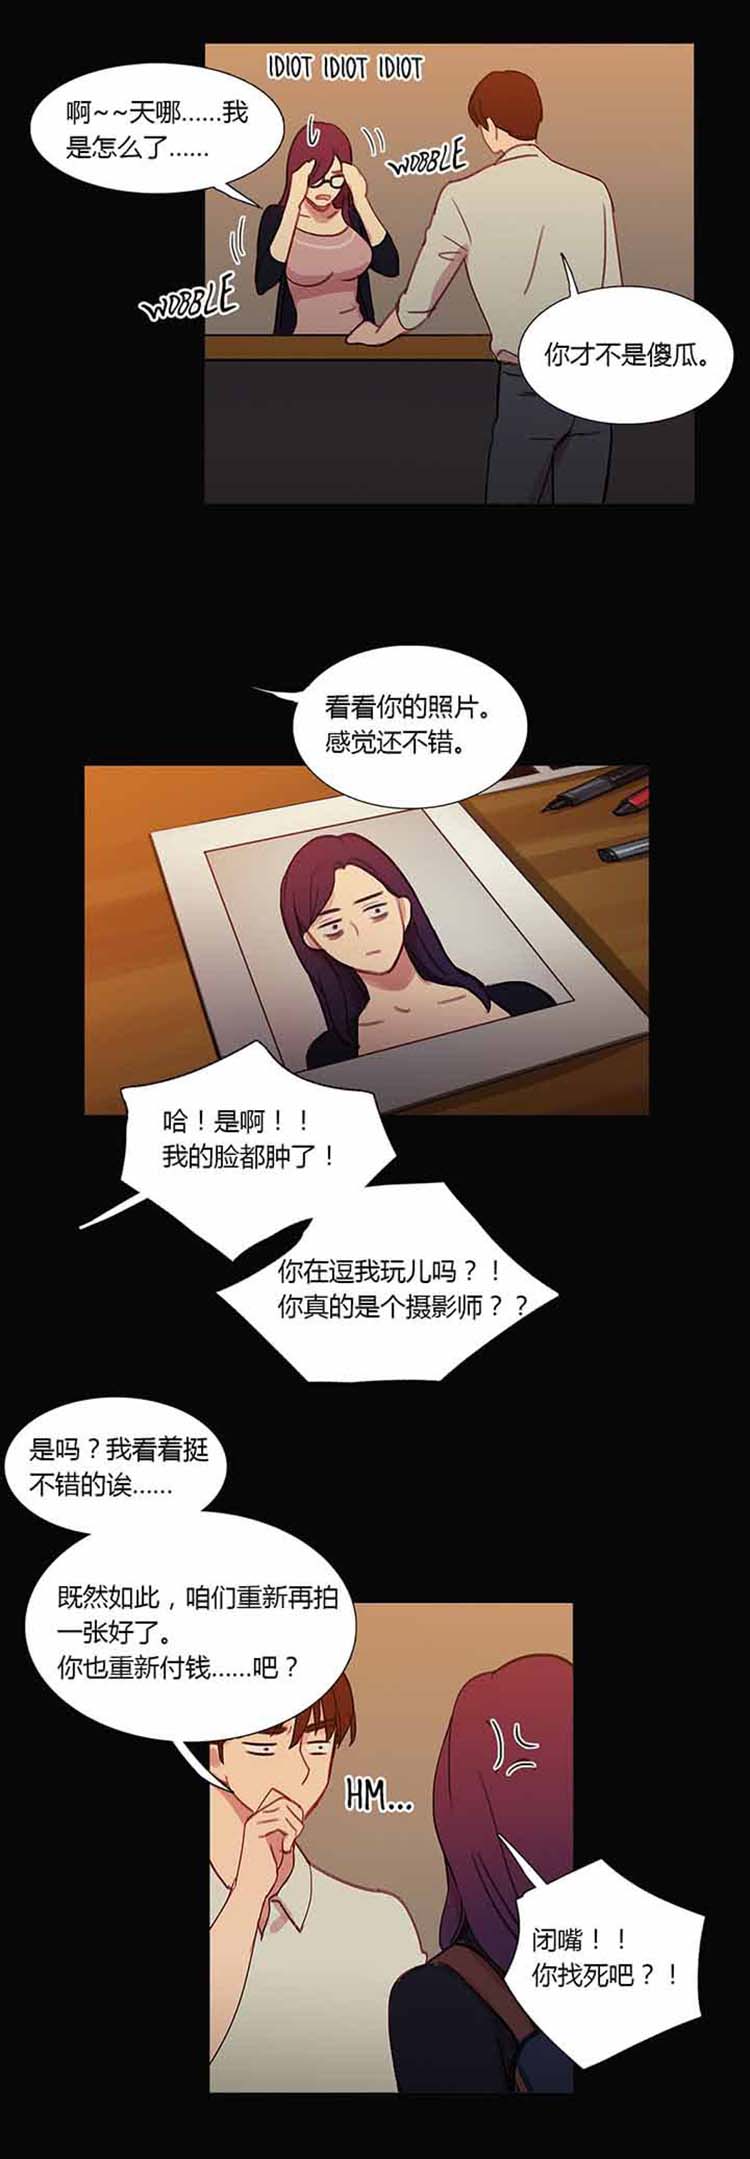 IDIOT IDIOT IDIOT
啊~~天哪……我
是怎么了……
WOBBLE
WOBBLE
你才不是傻瓜。
看看你的照片。
感觉还不错。
哈！是啊！！
我的脸都肿了！
你在逗我玩儿吗？！
你真的是个摄影师？？
是吗？我看着挺
不错的诶……
既然如此，咱们重新再拍
一张好了。
你也重新付钱……吧？
HM...
闭嘴！！
你找死吧？！